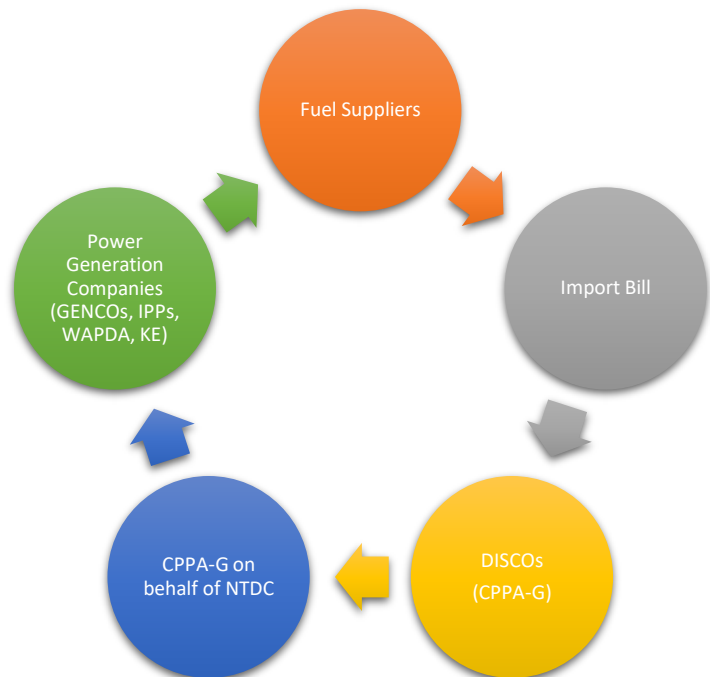 Fuel Suppliers
Import Bill
DISCOs
(CPPA-G)
CPPA-G on
behalf of NTDC
Power
Generation
Companies
(GENCOs, IPPs,
WAPDA, KE)